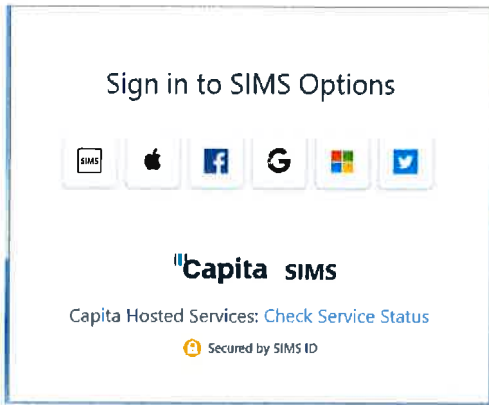 Sign in to SIMS Options
SIMS
Capita SIMS
Capita Hosted Services: Check Service Status
Secured by SIMS ID